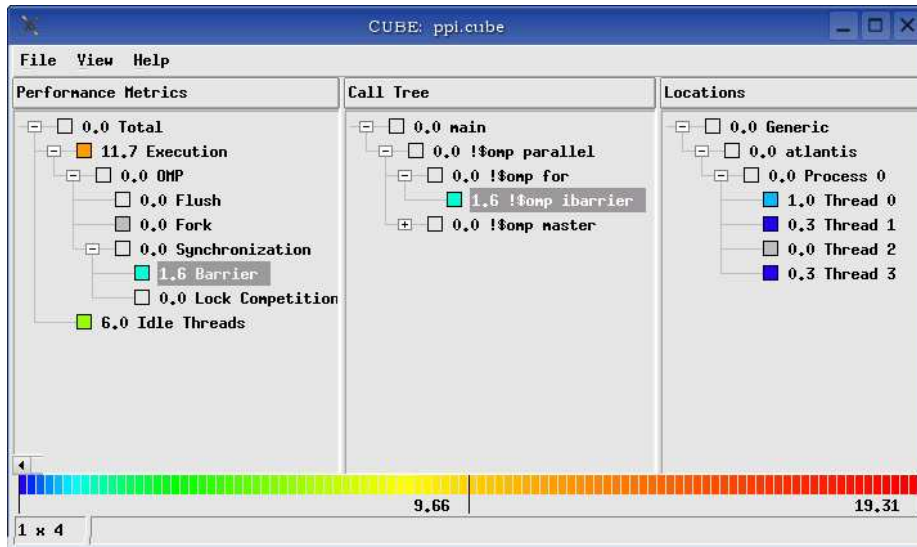 CUBE: ppi.cube
File View Help
Performance Metrics
0.0 Total
11.7 Execution
0.0 OMP
0.0 Flush
0.0 Fork
0.0 Synchronization
1.6 Barrier
0.0 Lock Competition
6.0 Idle Threads
Call Tree
0.0 main
0.0 !$omp parallel
0.0 !$omp for
1.6 !$omp ibarrier
0.0 !$omp master
Locations
0.0 Generic
0.0 atlantis
0.0 Process 0
1.0 Thread 0
0.3 Thread 1
0.0 Thread 2
0.3 Thread 3
9.66 19.31
1 x 4